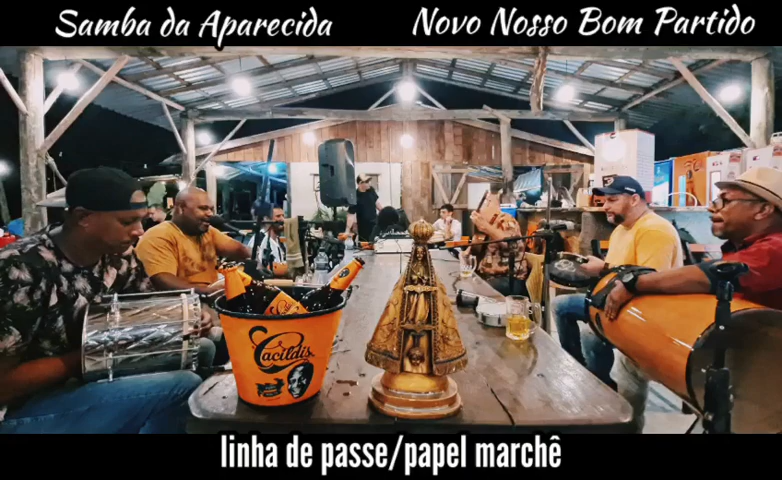 Samba da Aparecida
Novo Nosso Bom Partido
Cacildis
linha de passe/papel marchê